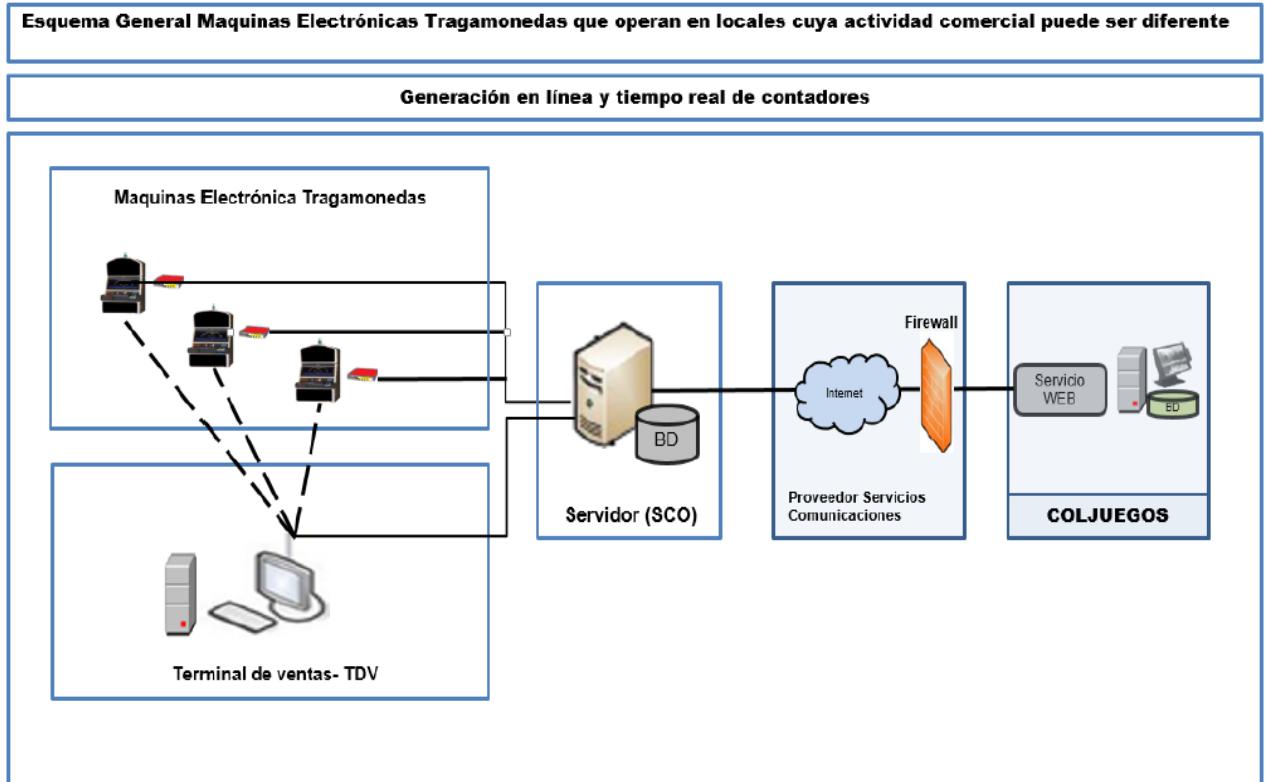 Esquema General Maquinas Electrónicas Tragamonedas que operan en locales cuya actividad comercial puede ser diferente
Generación en línea y tiempo real de contadores
Maquinas Electrónica Tragamonedas
Firewall
Internet
Servicio
WEB
BD
BD
Servidor (SCO)
Proveedor Servicios
Comunicaciones
COLJUEGOS
Terminal de ventas- TDV